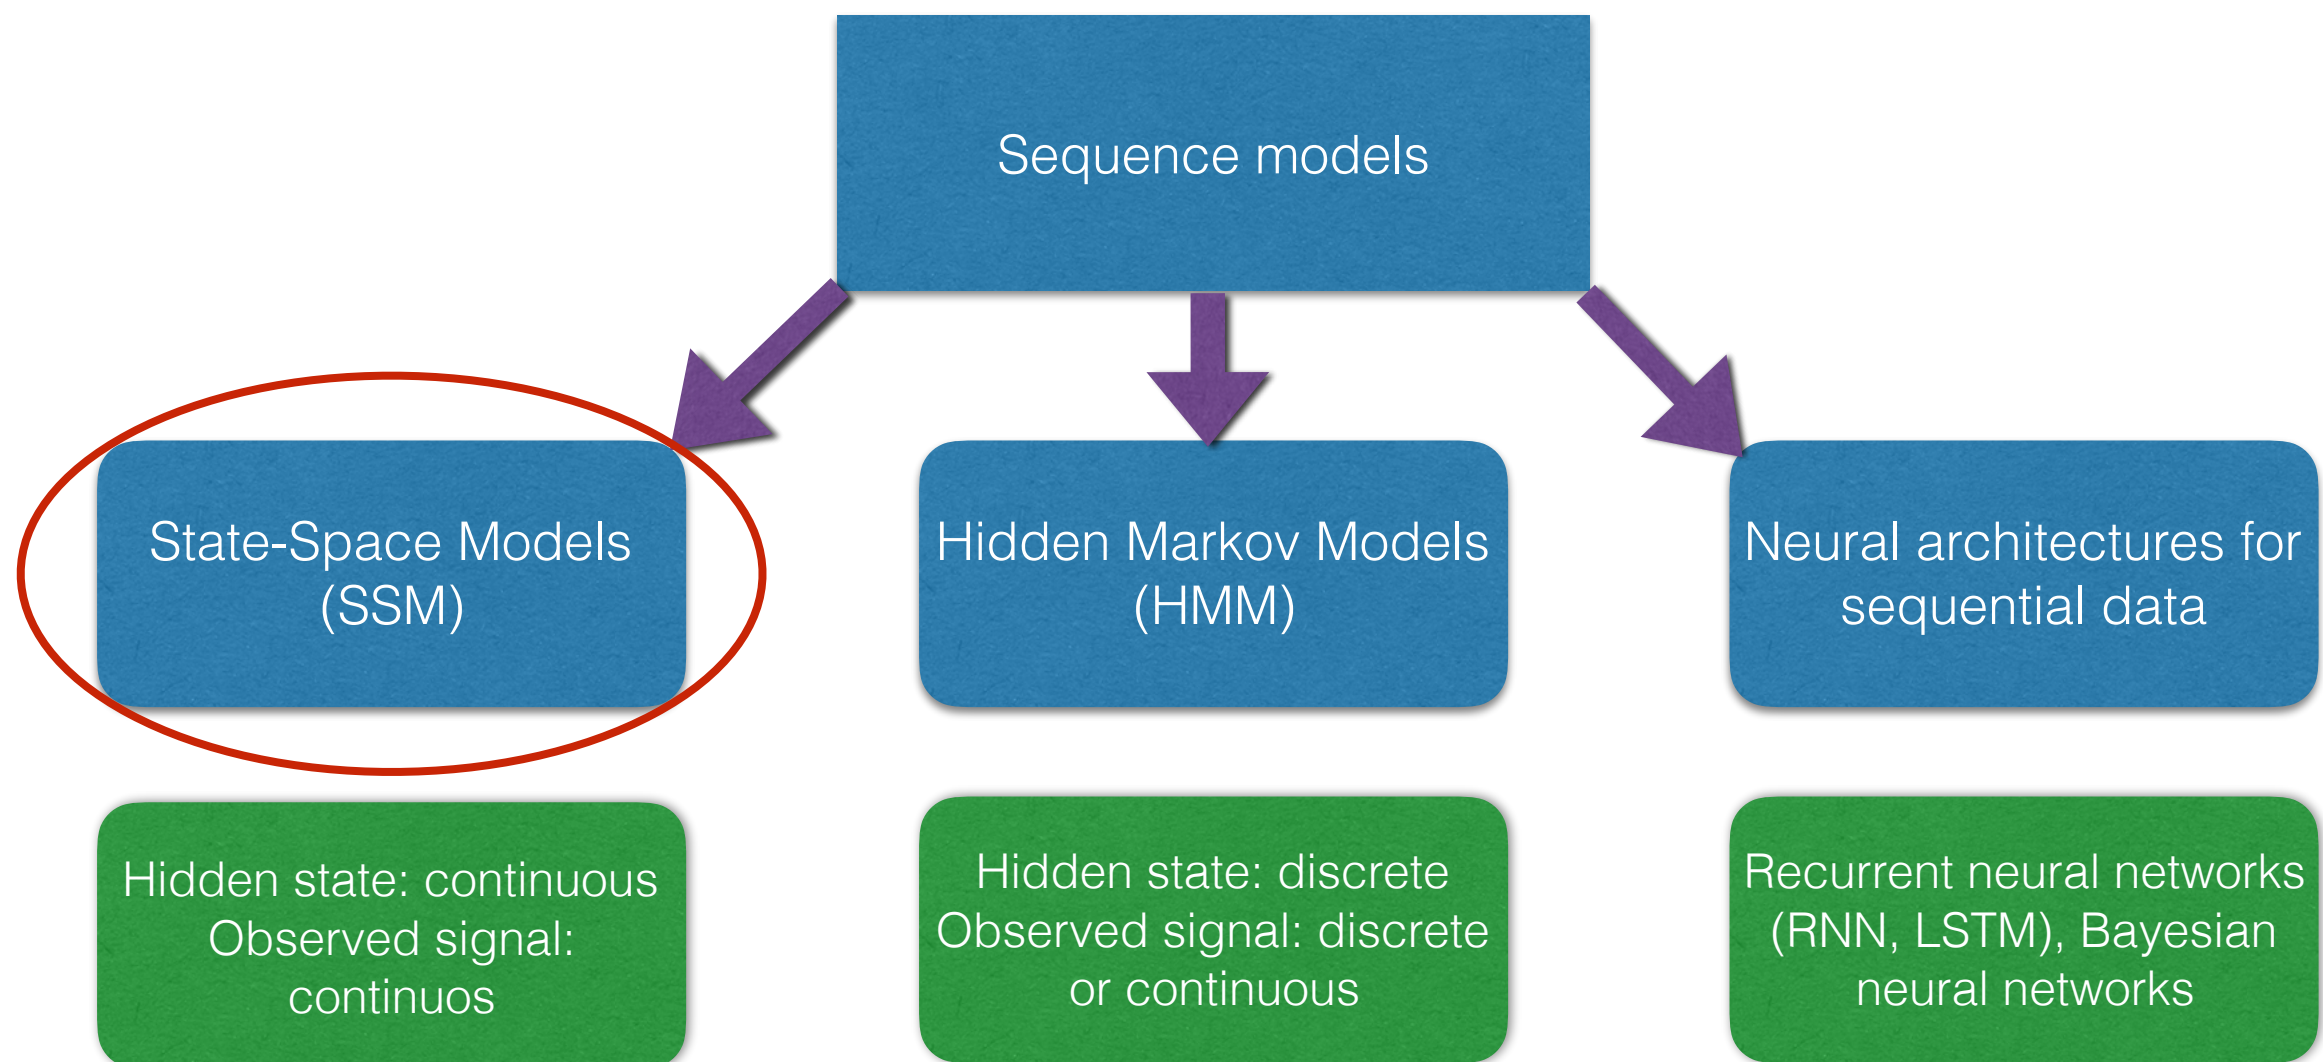 Sequence models
State-Space Models
(SSM)
Hidden Markov Models
(HMM)
Neural architectures for
sequential data
Hidden state: continuous
Observed signal:
continuos
Hidden state: discrete
Observed signal: discrete
or continuous
Recurrent neural networks
(RNN, LSTM), Bayesian
neural networks